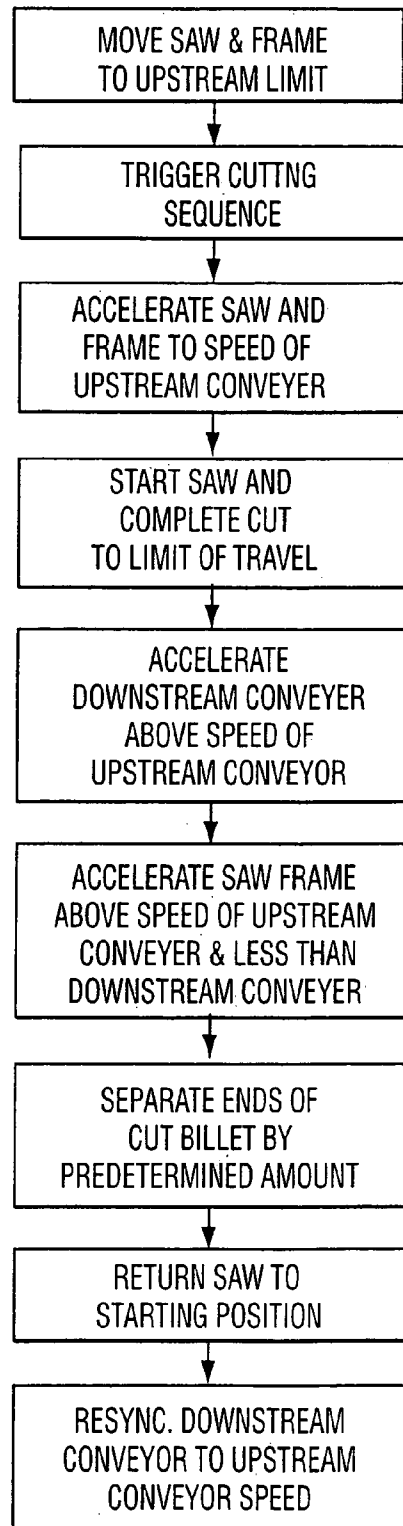 MOVE SAW & FRAME
TO UPSTREAM LIMIT
TRIGGER CUTTNG
SEQUENCE
ACCELERATE SAW AND
FRAME TO SPEED OF
UPSTREAM CONVEYER
START SAW AND
COMPLETE CUT
TO LIMIT OF TRAVEL
ACCELERATE
DOWNSTREAM CONVEYER
ABOVE SPEED OF
UPSTREAM CONVEYOR
ACCELERATE SAW FRAME
ABOVE SPEED OF UPSTREAM
CONVEYER & LESS THAN
DOWNSTREAM CONVEYER
SEPARATE ENDS OF
CUT BILLET BY
PREDETERMINED AMOUNT
RETURN SAW TO
STARTING POSITION
RESYNC. DOWNSTREAM
CONVEYOR TO UPSTREAM
CONVEYOR SPEED